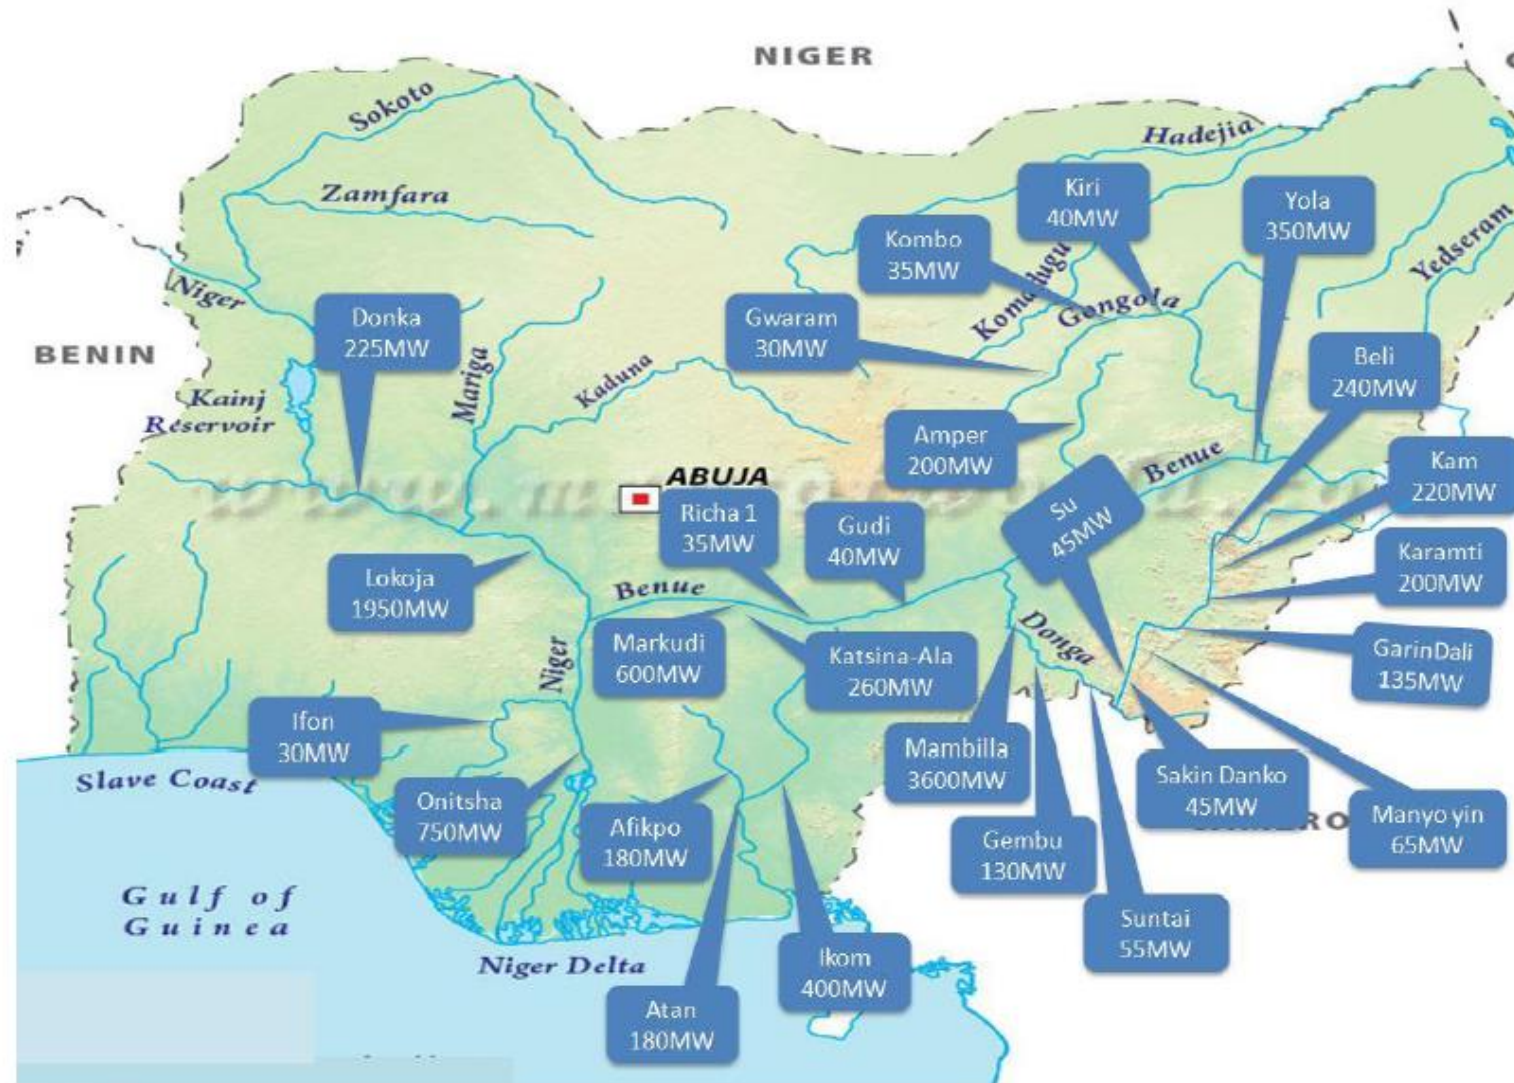 NIGER
Sokoto
Hadejia
Zamfara
Kiri
40MW
Yola
350MW
Kombo
35MW
Yedseram
Niger
Gongola
Donka
225MW
Gwaram
30MW
BENIN
Mariga
Kaduna
Beli
240MW
Kainj
Reservoir
Amper
200MW
Benue
Kam
220MW
ABUJA
Richa 1
35MW
Gudi
40MW
Su
45MW
Karamti
200MW
Lokoja
1950MW
Benue
Niger
Markudi
600MW
Katsina-Ala
260MW
Donga
GarinDali
135MW
Ifon
30MW
Mambilla
3600MW
Sakin Danko
45MW
Slave Coast
Onitsha
750MW
Afikpo
180MW
Gembu
130MW
Manyo yin
65MW
Gulf of
Guinea
Suntai
55MW
Niger Delta
Ikom
400MW
Atan
180MW